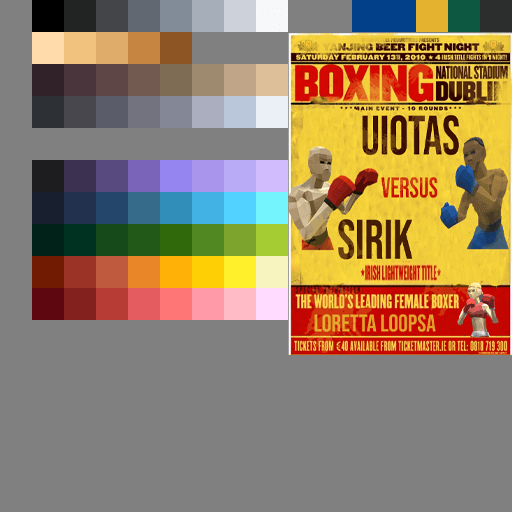 YANJING BEER FIGHT NIGHT
SATURDAY FEBRUARY 13th, 2010 ★ 4 IRISH TITLE FIGHTS IN 1 NIGHT!
BOXING NATIONAL STADIUM
DUBLIN
★★★MAIN EVENT - 10 ROUNDS★★★
UIOTAS
VERSUS
SIRIK
★IRISH LIGHTWEIGHT TITLE★
THE WORLD'S LEADING FEMALE BOXER
LORETTA LOOPSA
TICKETS FROM €40 AVAILABLE FROM TICKETMASTER.IE OR TEL: 0818 719 300